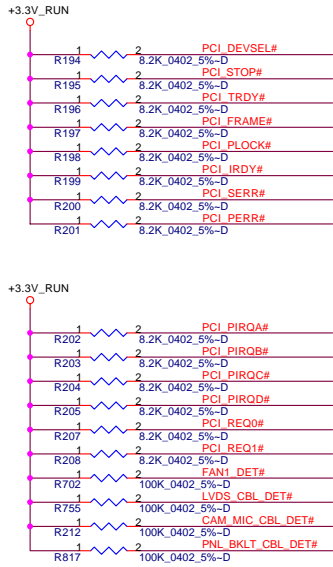 +3.3V_RUN
1 2 PCI_DEVSEL#
R194 8.2K_0402_5%~D
1 2 PCI_STOP#
R195 8.2K_0402_5%~D
1 2 PCI_TRDY#
R196 8.2K_0402_5%~D
1 2 PCI_FRAME#
R197 8.2K_0402_5%~D
1 2 PCI_PLOCK#
R198 8.2K_0402_5%~D
1 2 PCI_IRDY#
R199 8.2K_0402_5%~D
1 2 PCI_SERR#
R200 8.2K_0402_5%~D
1 2 PCI_PERR#
R201 8.2K_0402_5%~D
+3.3V_RUN
1 2 PCI_PIRQA#
R202 8.2K_0402_5%~D
1 2 PCI_PIRQB#
R203 8.2K_0402_5%~D
1 2 PCI_PIRQC#
R204 8.2K_0402_5%~D
1 2 PCI_PIRQD#
R205 8.2K_0402_5%~D
1 2 PCI_REQ0#
R207 8.2K_0402_5%~D
1 2 PCI_REQ1#
R208 8.2K_0402_5%~D
1 2 FAN1_DET#
R702 100K_0402_5%~D
1 2 LVDS_CBL_DET#
R755 100K_0402_5%~D
1 2 CAM_MIC_CBL_DET#
R212 100K_0402_5%~D
1 2 PNL_BKLT_CBL_DET#
R817 100K_0402_5%~D